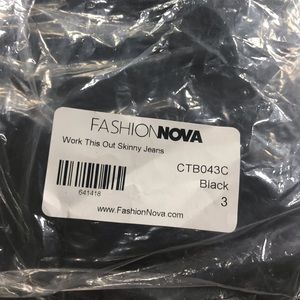 FASHIONNOVA
Work This Out Skinny Jeans
CTB043C
Black
3
641418
www.FashionNova.com